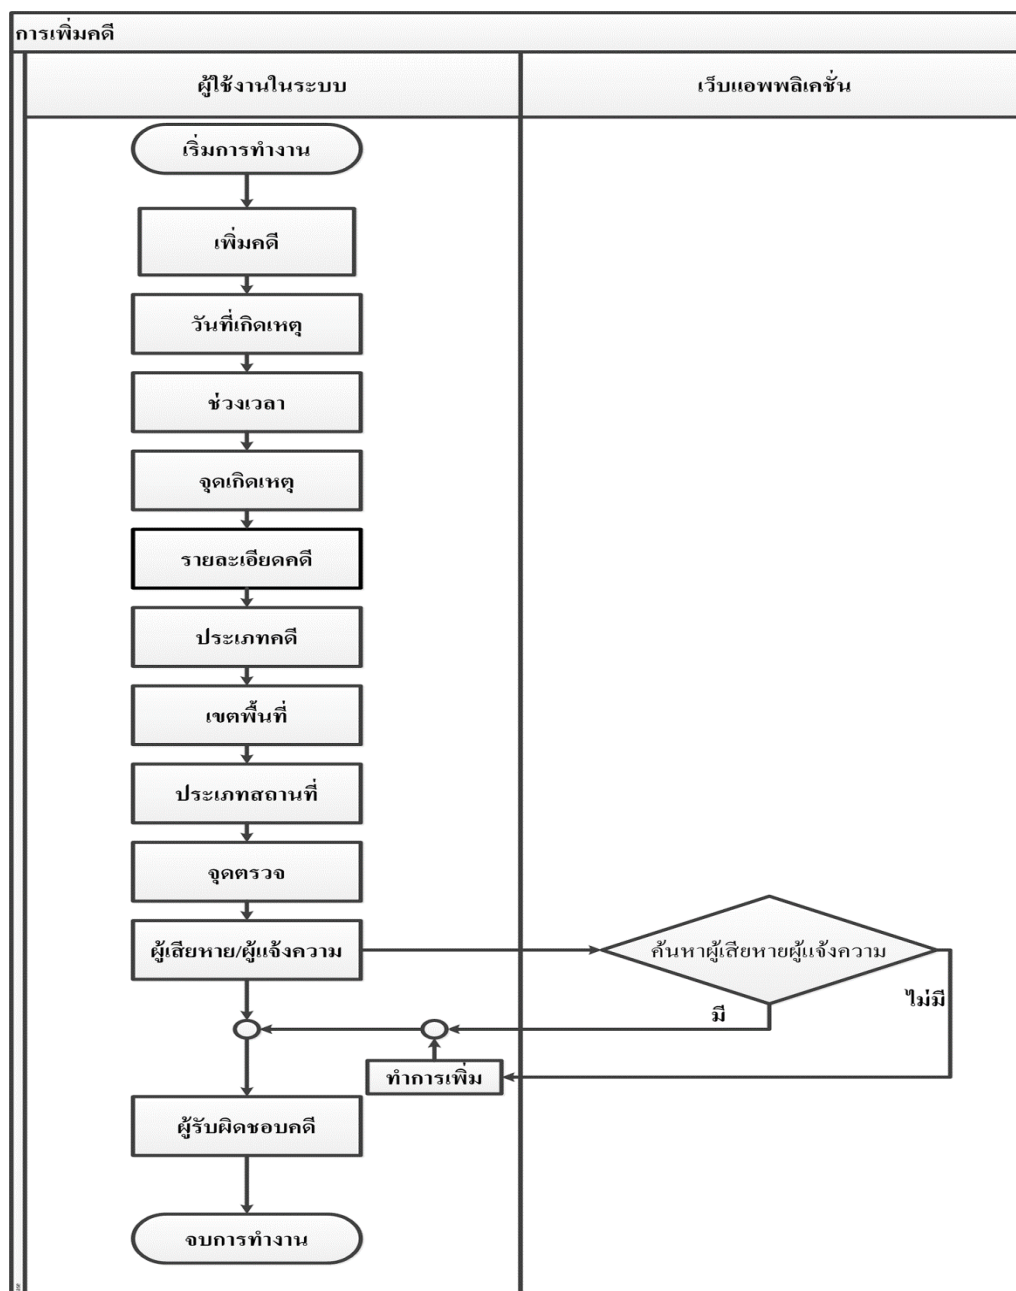 การเพิ่มคดี
ผู้ใช้งานในระบบ
เว็บแอพพลิเคชั่น
เริ่มการทำงาน
เพิ่มคดี
วันที่เกิดเหตุ
ช่วงเวลา
จุดเกิดเหตุ
รายละเอียดคดี
ประเภทคดี
เขตพื้นที่
ประเภทสถานที่
จุดตรวจ
ผู้เสียหาย/ผู้แจ้งความ
ค้นหาผู้เสียหายผู้แจ้งความ
ไม่มี
มี
ทำการเพิ่ม
ผู้รับผิดชอบคดี
จบการทำงาน